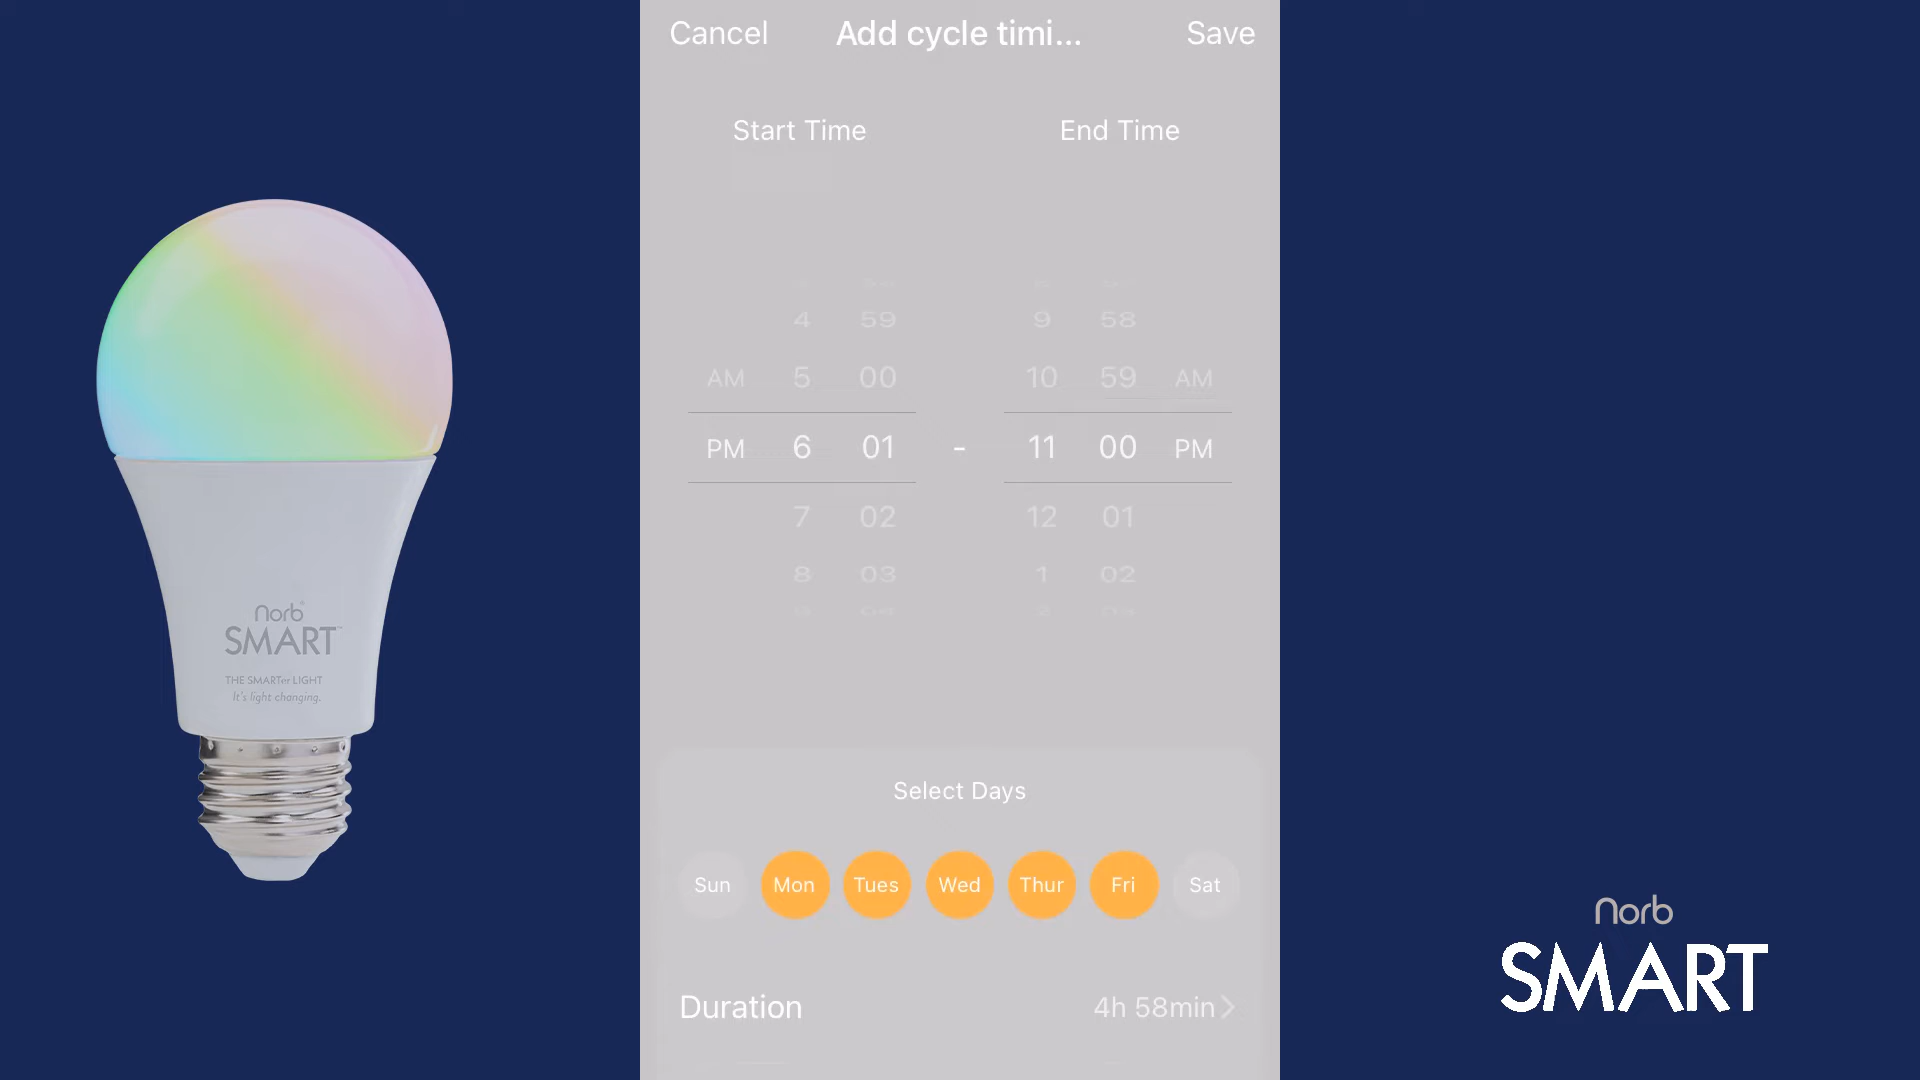 Cancel Add cycle timi... Save
Start Time End Time
4 59 9 58
AM 5 00 10 59 AM
PM 6 01 - 11 00 PM
7 02 12 01
8 03 1 02
Select Days
Sun Mon Tues Wed Thur Fri Sat
Duration 4h 58min
norb
SMART™
THE SMARTer LIGHT
It's light changing.
norb
SMART